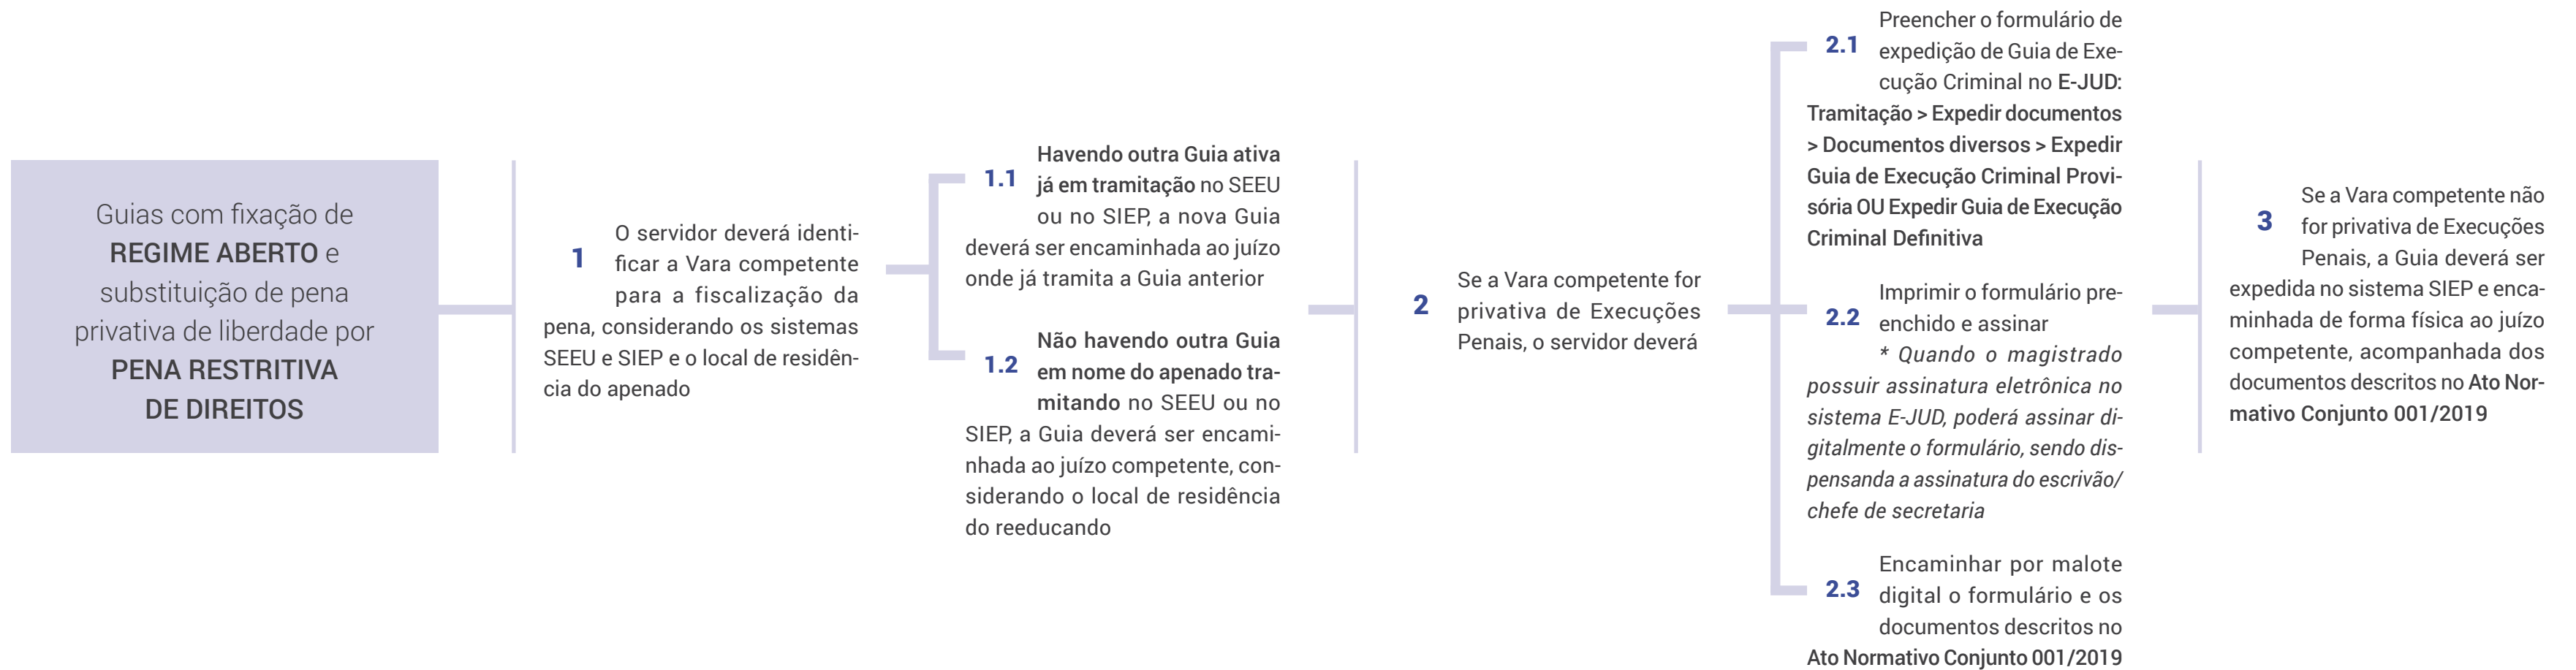 Guias com fixação de
REGIME ABERTO e
substituição de pena
privativa de liberdade por
PENA RESTRITIVA
DE DIREITOS
1
O servidor deverá identi-
ficar a Vara competente
para a fiscalização da
pena, considerando os sistemas
SEEU e SIEP e o local de residên-
cia do apenado
1.1
Havendo outra Guia ativa
já em tramitação no SEEU
ou no SIEP, a nova Guia
deverá ser encaminhada ao juízo
onde já tramita a Guia anterior
1.2
Não havendo outra Guia
em nome do apenado tra-
mitando no SEEU ou no
SIEP, a Guia deverá ser encami-
nhada ao juízo competente, con-
siderando o local de residência
do reeducando
2
Se a Vara competente for
privativa de Execuções
Penais, o servidor deverá
2.1
Preencher o formulário de
expedição de Guia de Exe-
cução Criminal no E-JUD:
Tramitação > Expedir documentos
> Documentos diversos > Expedir
Guia de Execução Criminal Provi-
sória OU Expedir Guia de Execução
Criminal Definitiva
2.2
Imprimir o formulário pre-
enchido e assinar
* Quando o magistrado
possuir assinatura eletrônica no
sistema E-JUD, poderá assinar di-
gitalmente o formulário, sendo dis-
pensanda a assinatura do escrivão/
chefe de secretaria
2.3
Encaminhar por malote
digital o formulário e os
documentos descritos no
Ato Normativo Conjunto 001/2019
3
Se a Vara competente não
for privativa de Execuções
Penais, a Guia deverá ser
expedida no sistema SIEP e enca-
minhada de forma física ao juízo
competente, acompanhada dos
documentos descritos no Ato Nor-
mativo Conjunto 001/2019